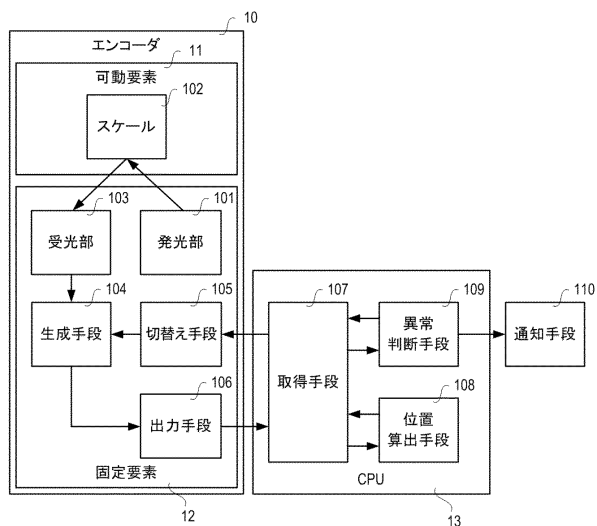 10
エンコーダ
11
可動要素
102
スケール
103
受光部
101
発光部
104
生成手段
105
切替え手段
106
出力手段
固定要素
12
107
取得手段
109
異常
判断手段
108
位置
算出手段
CPU
13
110
通知手段